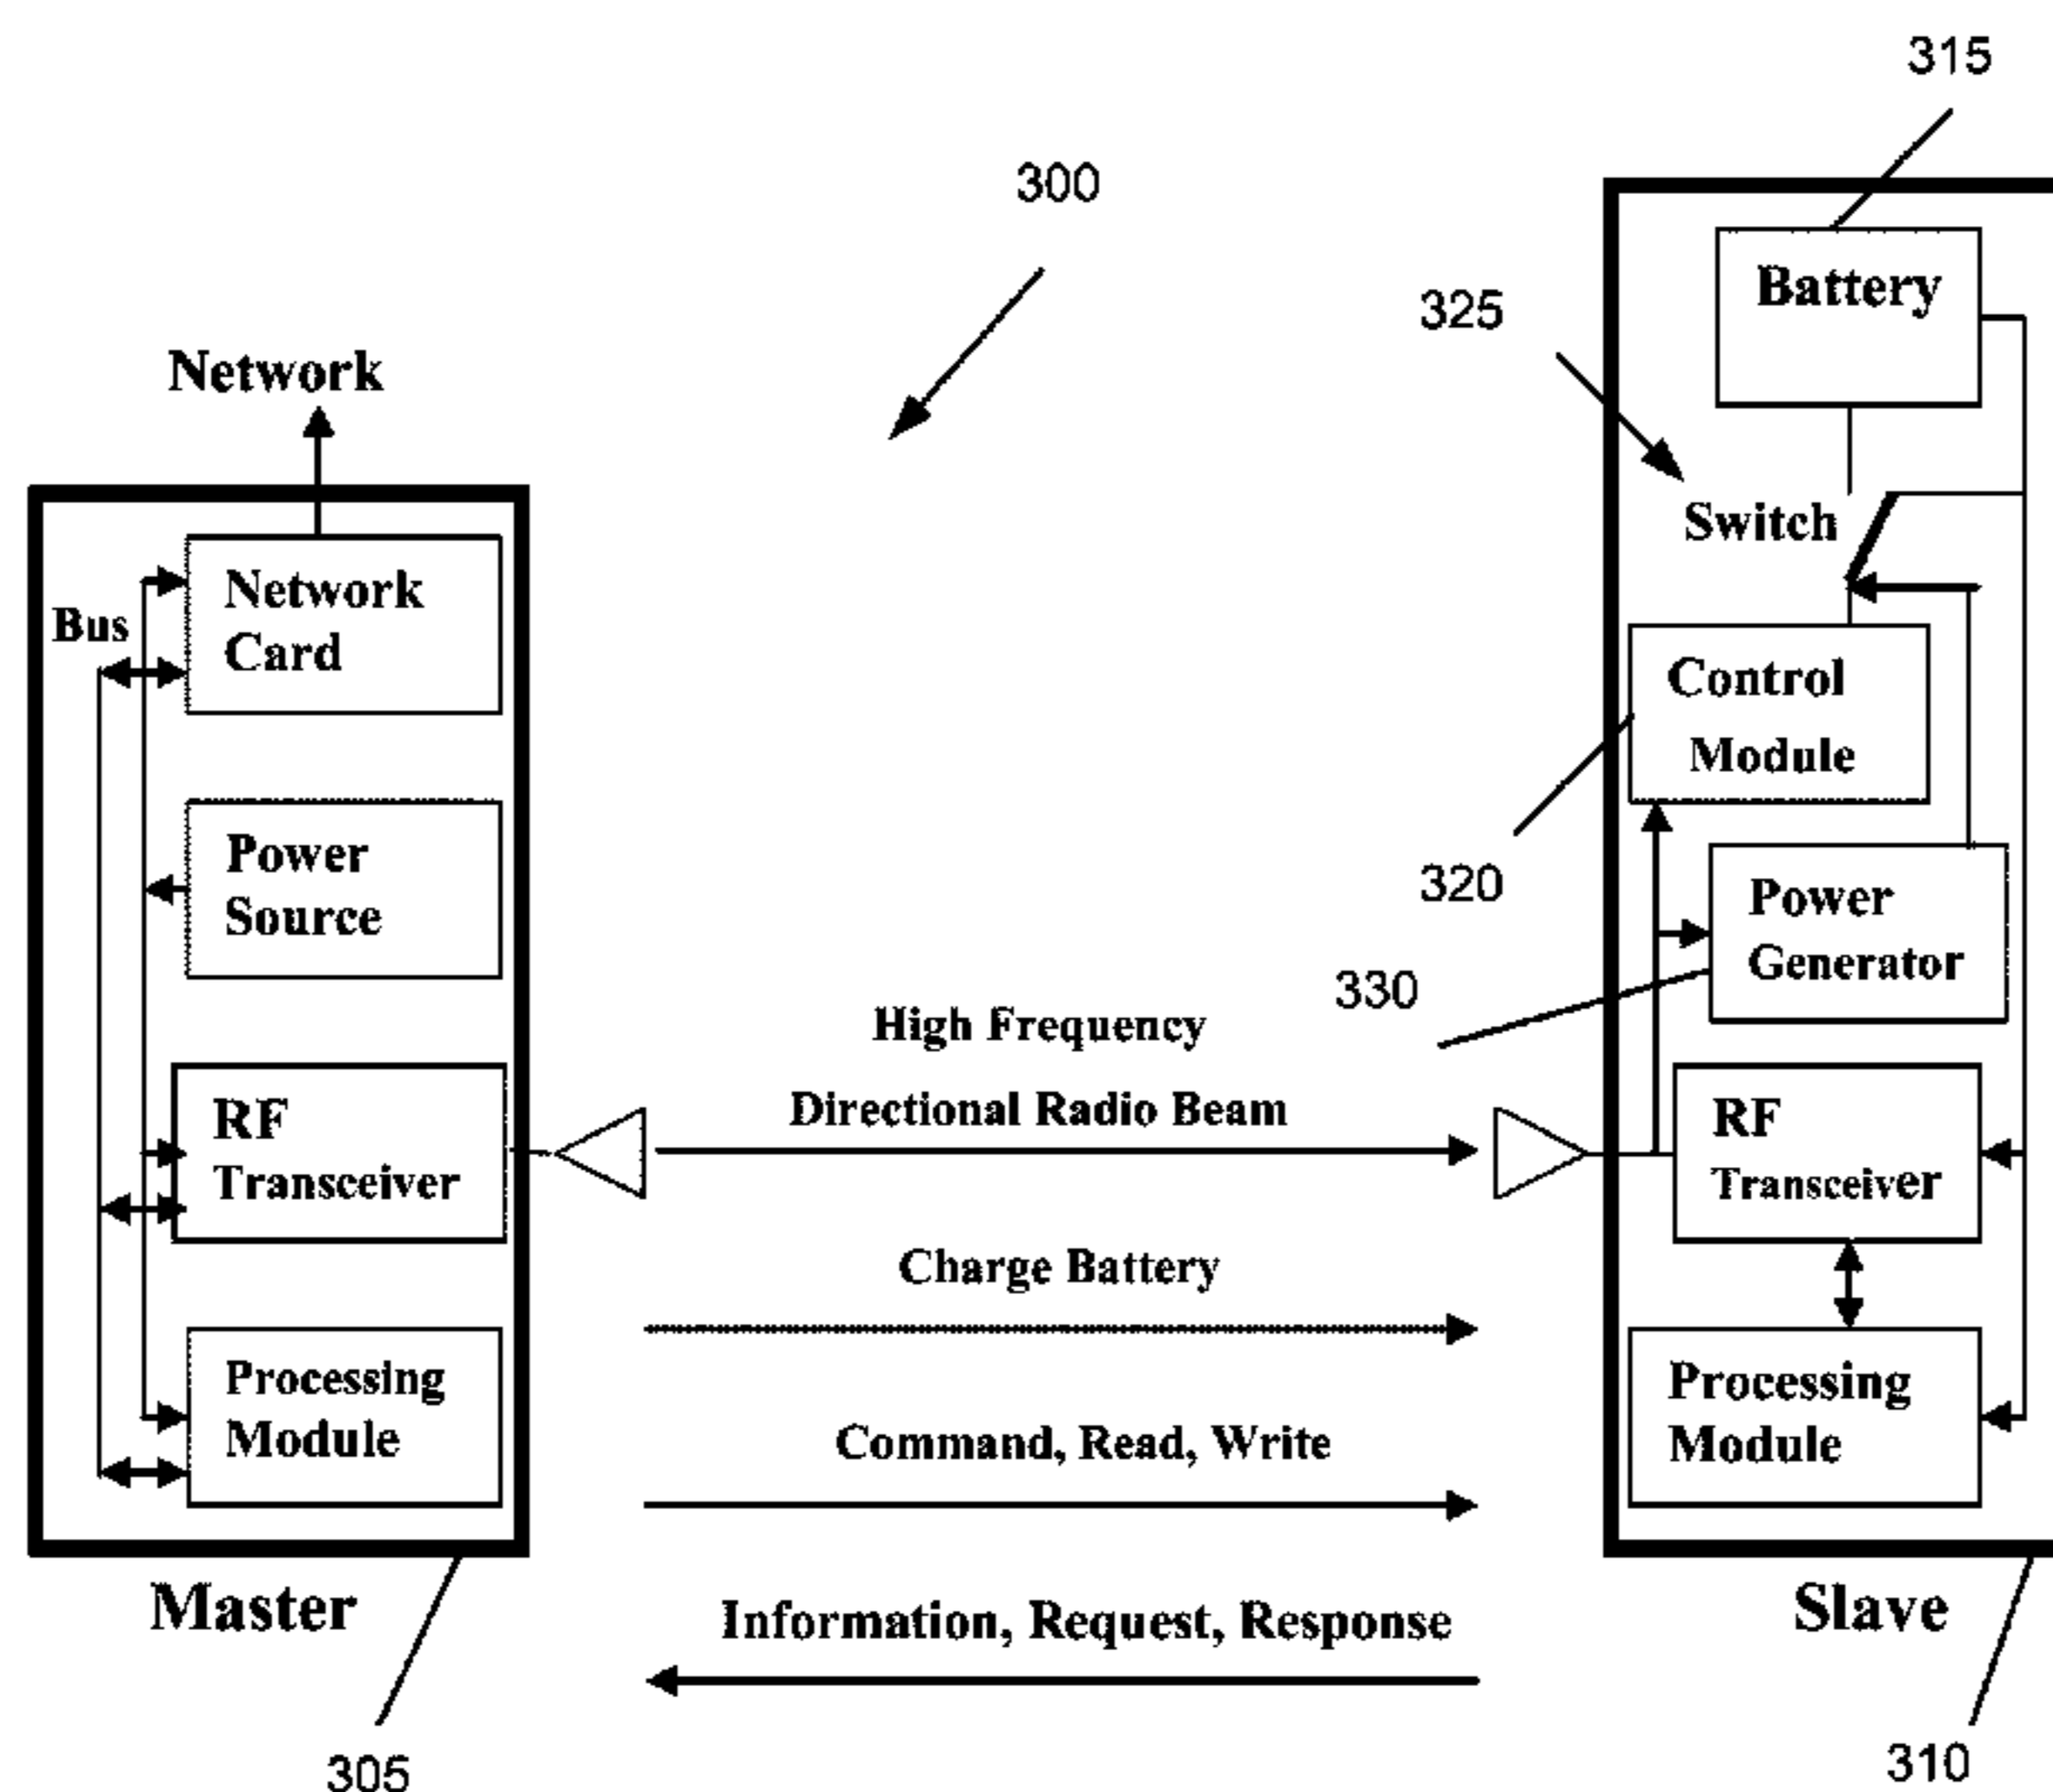 315
300
Battery
325
Network
Switch
Network
Card
Bus
Control
Module
Power
Source
320
Power
Generator
330
High Frequency
Directional Radio Beam
RF
Transceiver
RF
Transceiver
Charge Battery
Processing
Module
Command, Read, Write
Processing
Module
Master
Information, Request, Response
Slave
305
310